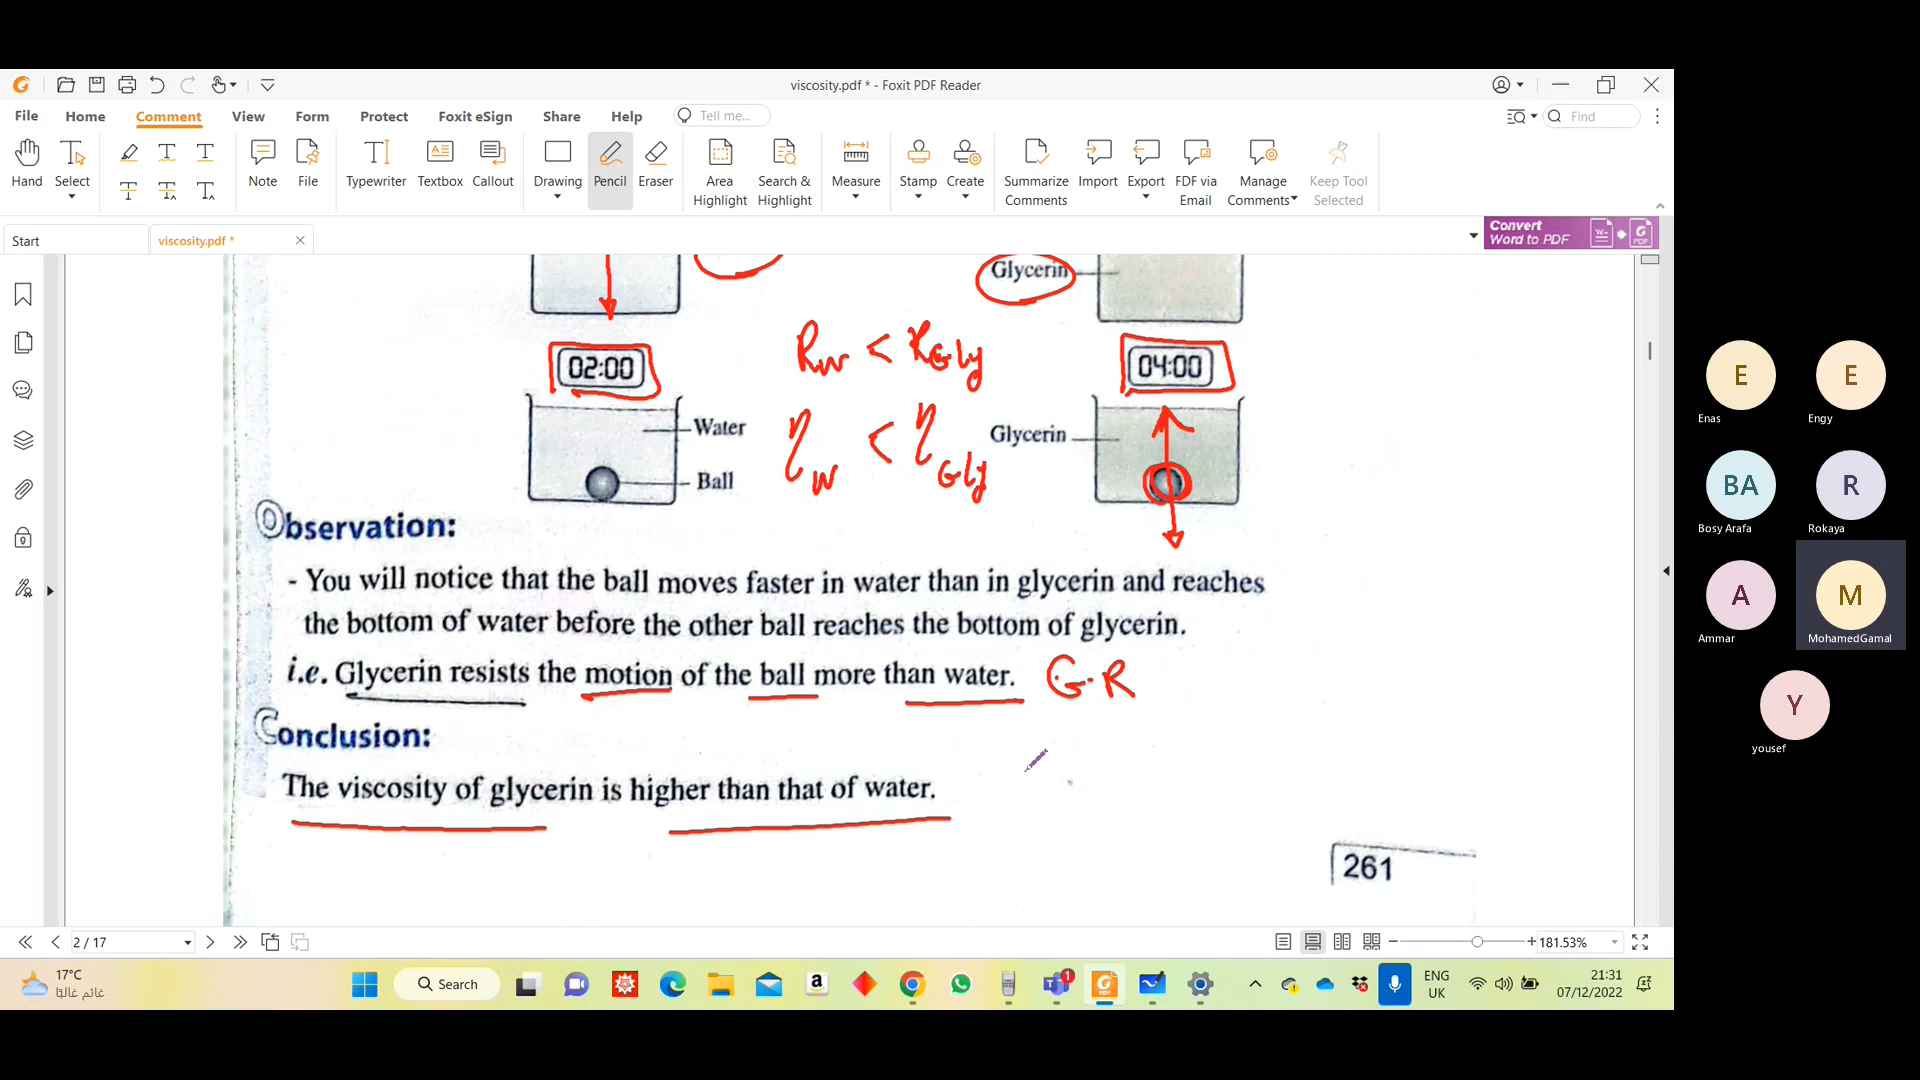 viscosity.pdf * - Foxit PDF Reader
File Home Comment View Form Protect Foxit eSign Share Help Tell me... Find
Hand Select Note File Typewriter Textbox Callout Drawing Pencil Eraser Area Highlight Search & Highlight Measure Stamp Create Summarize Comments Import Export FDF via Email Manage Comments Keep Tool Selected
Start viscosity.pdf * Convert Word to PDF
Glycerin
02:00 Rw < RGly 04:00
Water ηw < ηGly Glycerin
Ball
Observation:
- You will notice that the ball moves faster in water than in glycerin and reaches
the bottom of water before the other ball reaches the bottom of glycerin.
i.e. Glycerin resists the motion of the ball more than water. G.R
Conclusion:
The viscosity of glycerin is higher than that of water.
261
2 / 17 181.53%
17°C
غائم غالبًا
Search
ENG
UK
21:31
07/12/2022
E E
Enas Engy
BA R
Bosy Arafa Rokaya
A M
Ammar MohamedGamal
Y
yousef